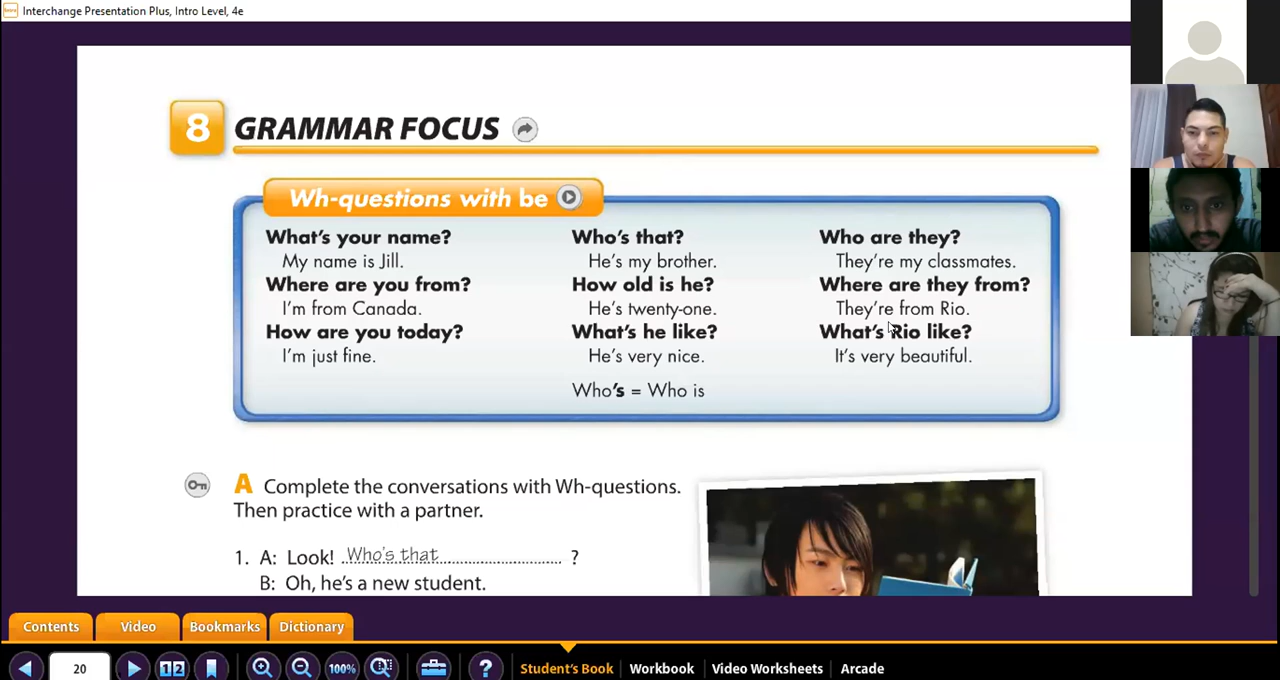 Interchange Presentation Plus, Intro Level, 4e
8 GRAMMAR FOCUS
Wh-questions with be
What's your name?
My name is Jill.
Where are you from?
I'm from Canada.
How are you today?
I'm just fine.
Who's that?
He's my brother.
How old is he?
He's twenty-one.
What's he like?
He's very nice.
Who's = Who is
Who are they?
They're my classmates.
Where are they from?
They're from Rio.
What's Rio like?
It's very beautiful.
A Complete the conversations with Wh-questions.
Then practice with a partner.
1. A: Look! Who's that ?
B: Oh, he's a new student.
Contents Video Bookmarks Dictionary
20 1 2 100% ? Student's Book Workbook Video Worksheets Arcade